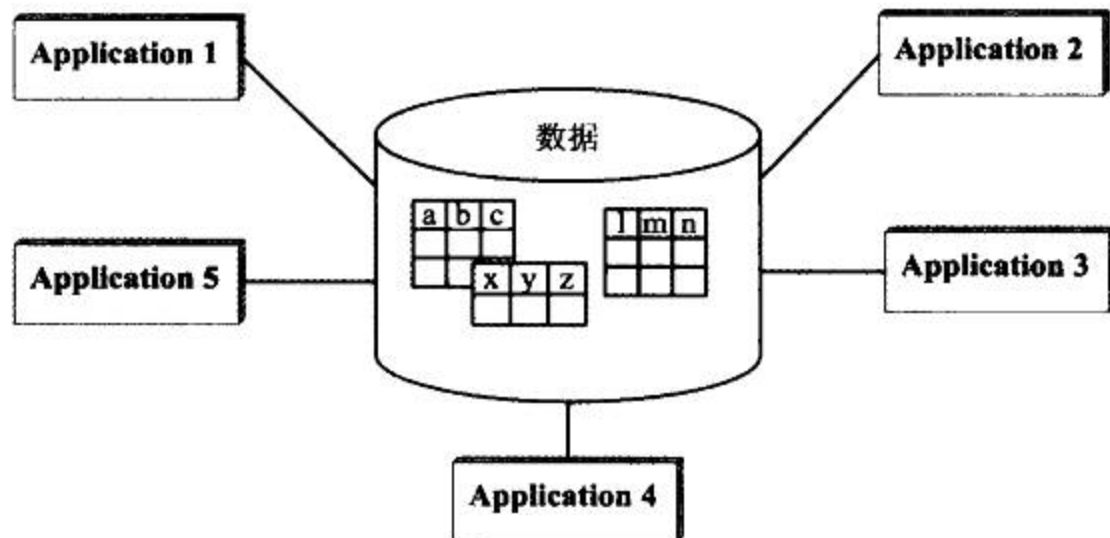 Application 1
Application 2
数据
a b c
l m n
x y z
Application 5
Application 3
Application 4